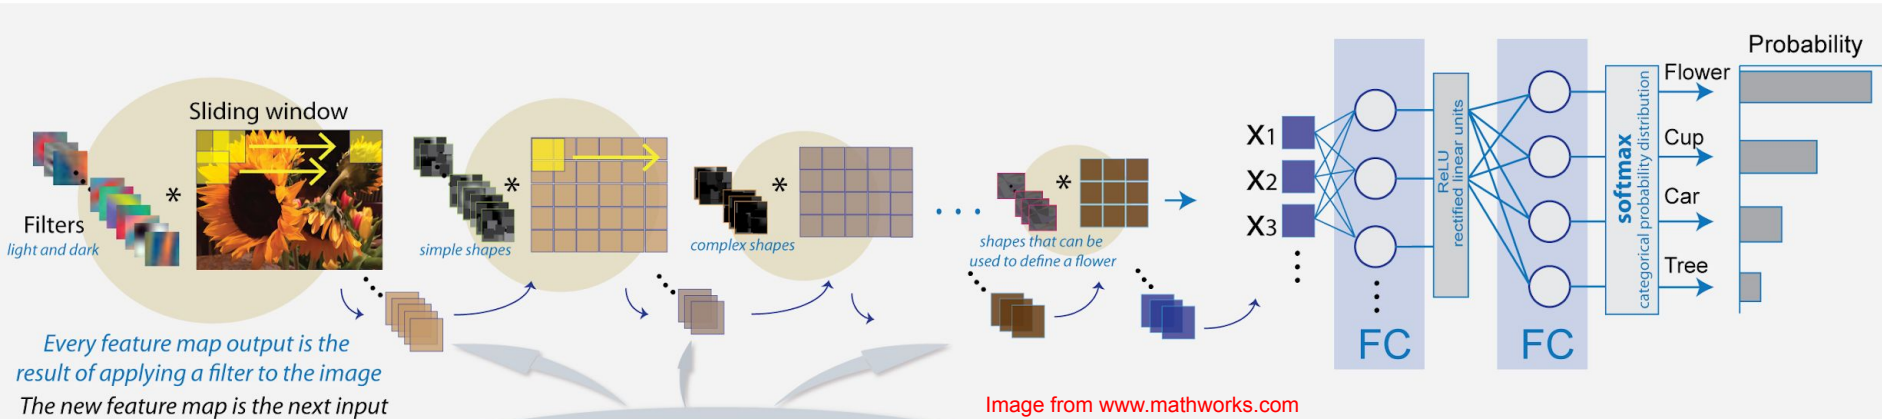 Sliding window
*
Filters
light and dark
*
simple shapes
*
complex shapes
*
shapes that can be
used to define a flower
X1
X2
X3
ReLU
rectified linear units
softmax
categorical probability distribution
Probability
Flower
Cup
Car
Tree
FC
FC
Every feature map output is the
result of applying a filter to the image
The new feature map is the next input
Image from www.mathworks.com